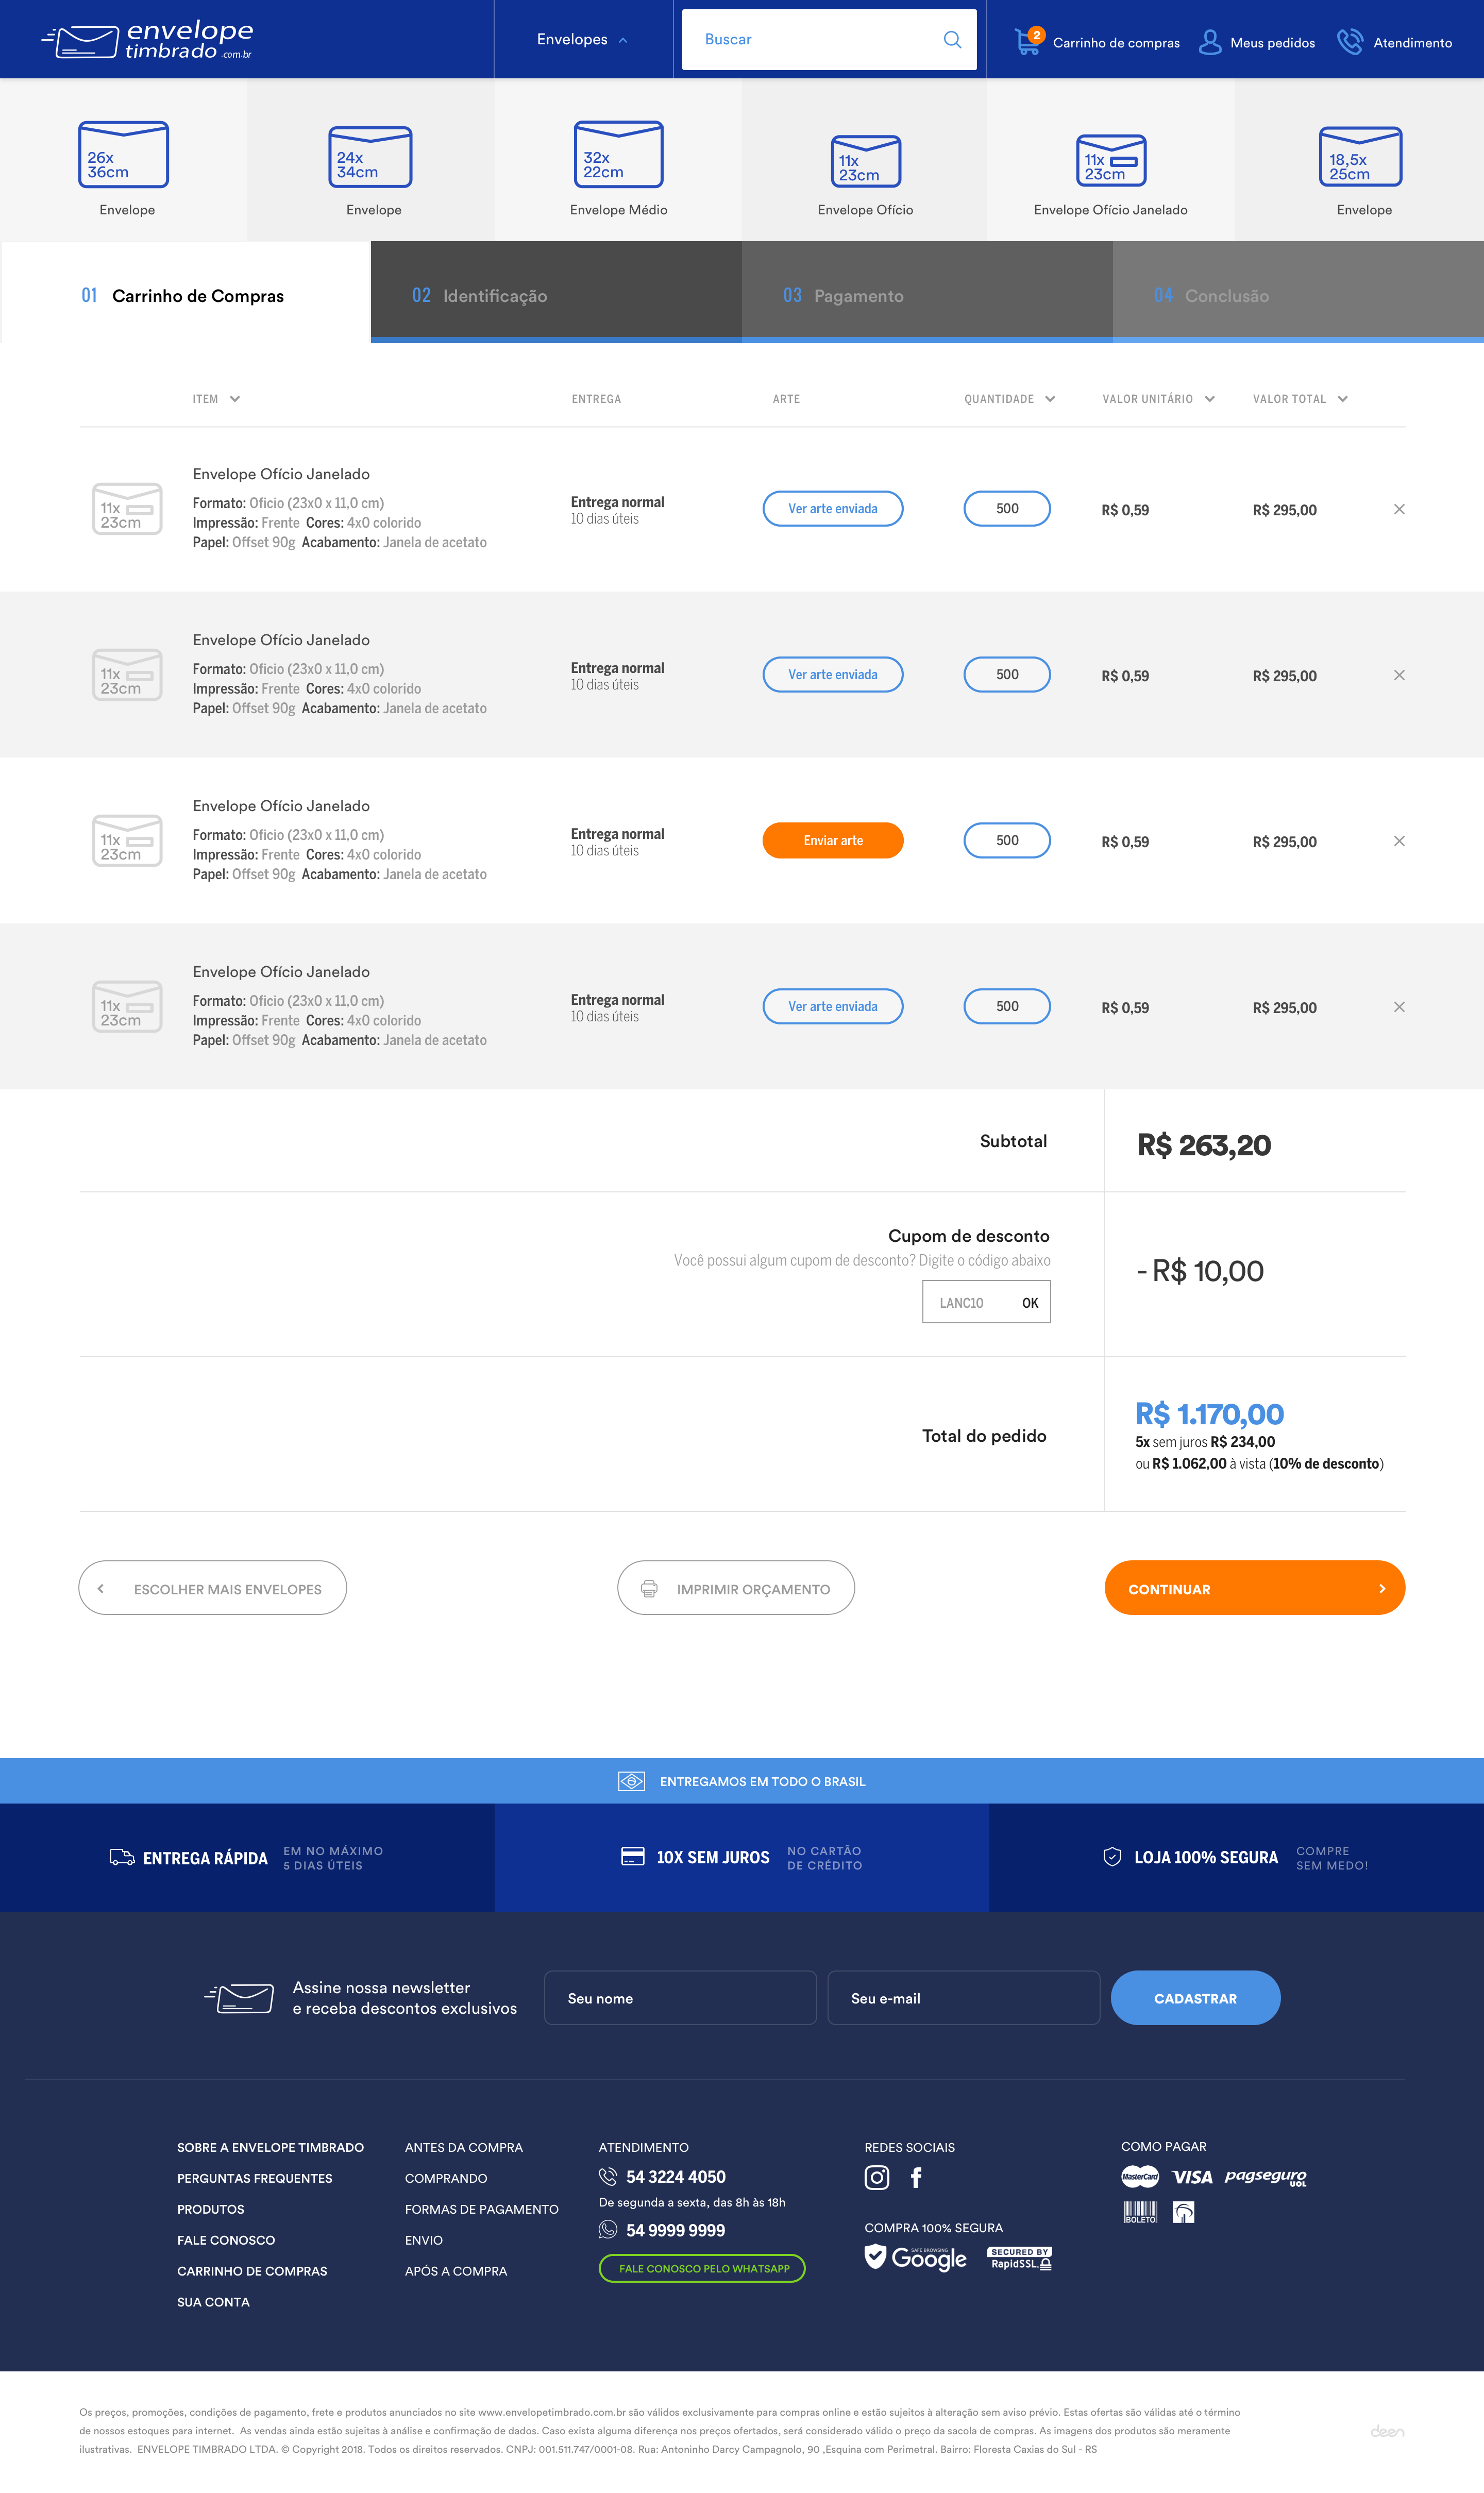 envelope
timbrado .com.br
Envelopes
Buscar
2
Carrinho de compras
Meus pedidos
Atendimento
26x
36cm
Envelope
24x
34cm
Envelope
32x
22cm
Envelope Médio
11x
23cm
Envelope Ofício
11x
23cm
Envelope Ofício Janelado
18,5x
25cm
Envelope
01 Carrinho de Compras
02 Identificação
03 Pagamento
04 Conclusão
ITEM
ENTREGA
ARTE
QUANTIDADE
VALOR UNITÁRIO
VALOR TOTAL
11x
23cm
Envelope Ofício Janelado
Formato: Oficio (23x0 x 11,0 cm)
Impressão: Frente Cores: 4x0 colorido
Papel: Offset 90g Acabamento: Janela de acetato
Entrega normal
10 dias úteis
Ver arte enviada
500
R$ 0,59
R$ 295,00
11x
23cm
Envelope Ofício Janelado
Formato: Oficio (23x0 x 11,0 cm)
Impressão: Frente Cores: 4x0 colorido
Papel: Offset 90g Acabamento: Janela de acetato
Entrega normal
10 dias úteis
Ver arte enviada
500
R$ 0,59
R$ 295,00
11x
23cm
Envelope Ofício Janelado
Formato: Oficio (23x0 x 11,0 cm)
Impressão: Frente Cores: 4x0 colorido
Papel: Offset 90g Acabamento: Janela de acetato
Entrega normal
10 dias úteis
Enviar arte
500
R$ 0,59
R$ 295,00
11x
23cm
Envelope Ofício Janelado
Formato: Oficio (23x0 x 11,0 cm)
Impressão: Frente Cores: 4x0 colorido
Papel: Offset 90g Acabamento: Janela de acetato
Entrega normal
10 dias úteis
Ver arte enviada
500
R$ 0,59
R$ 295,00
Subtotal
R$ 263,20
Cupom de desconto
Você possui algum cupom de desconto? Digite o código abaixo
LANC10 OK
- R$ 10,00
Total do pedido
R$ 1.170,00
5x sem juros R$ 234,00
ou R$ 1.062,00 à vista (10% de desconto)
ESCOLHER MAIS ENVELOPES
IMPRIMIR ORÇAMENTO
CONTINUAR
ENTREGAMOS EM TODO O BRASIL
ENTREGA RÁPIDA
EM NO MÁXIMO
5 DIAS ÚTEIS
10X SEM JUROS
NO CARTÃO
DE CRÉDITO
LOJA 100% SEGURA
COMPRE
SEM MEDO!
Assine nossa newsletter
e receba descontos exclusivos
Seu nome
Seu e-mail
CADASTRAR
SOBRE A ENVELOPE TIMBRADO
PERGUNTAS FREQUENTES
PRODUTOS
FALE CONOSCO
CARRINHO DE COMPRAS
SUA CONTA
ANTES DA COMPRA
COMPRANDO
FORMAS DE PAGAMENTO
ENVIO
APÓS A COMPRA
ATENDIMENTO
54 3224 4050
De segunda a sexta, das 8h às 18h
54 9999 9999
FALE CONOSCO PELO WHATSAPP
REDES SOCIAIS
COMPRA 100% SEGURA
SAFE BROWSING
Google
SECURED BY
RapidSSL
COMO PAGAR
MasterCard
VISA
pagseguro
UOL
BOLETO
Os preços, promoções, condições de pagamento, frete e produtos anunciados no site www.envelopetimbrado.com.br são válidos exclusivamente para compras online e estão sujeitos à alteração sem aviso prévio. Estas ofertas são válidas até o término
de nossos estoques para internet. As vendas ainda estão sujeitas à análise e confirmação de dados. Caso exista alguma diferença nos preços ofertados, será considerado válido o preço da sacola de compras. As imagens dos produtos são meramente
ilustrativas. ENVELOPE TIMBRADO LTDA. © Copyright 2018. Todos os direitos reservados. CNPJ: 001.511.747/0001-08. Rua: Antoninho Darcy Campagnolo, 90 ,Esquina com Perimetral. Bairro: Floresta Caxias do Sul - RS
deen